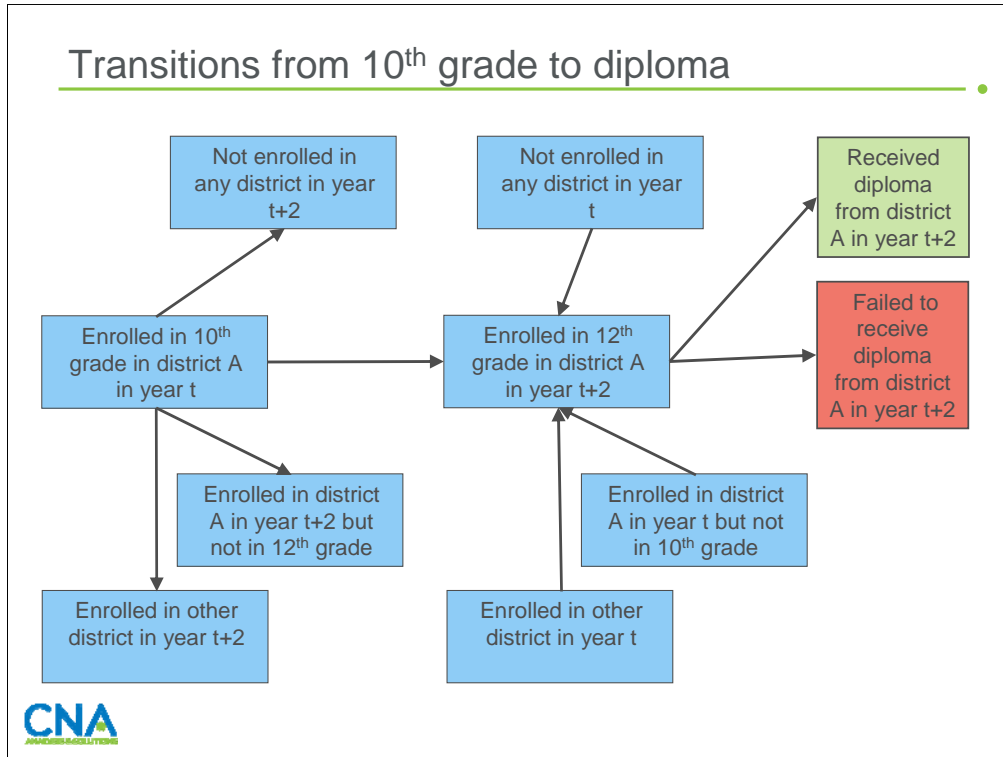 Transitions from 10th grade to diploma
Not enrolled in
any district in year
t+2
Not enrolled in
any district in year
t
Received
diploma
from district
A in year t+2
Enrolled in 10th
grade in district A
in year t
Enrolled in 12th
grade in district A
in year t+2
Failed to
receive
diploma
from district
A in year t+2
Enrolled in district
A in year t+2 but
not in 12th grade
Enrolled in district
A in year t but not
in 10th grade
Enrolled in other
district in year t+2
Enrolled in other
district in year t
CNA